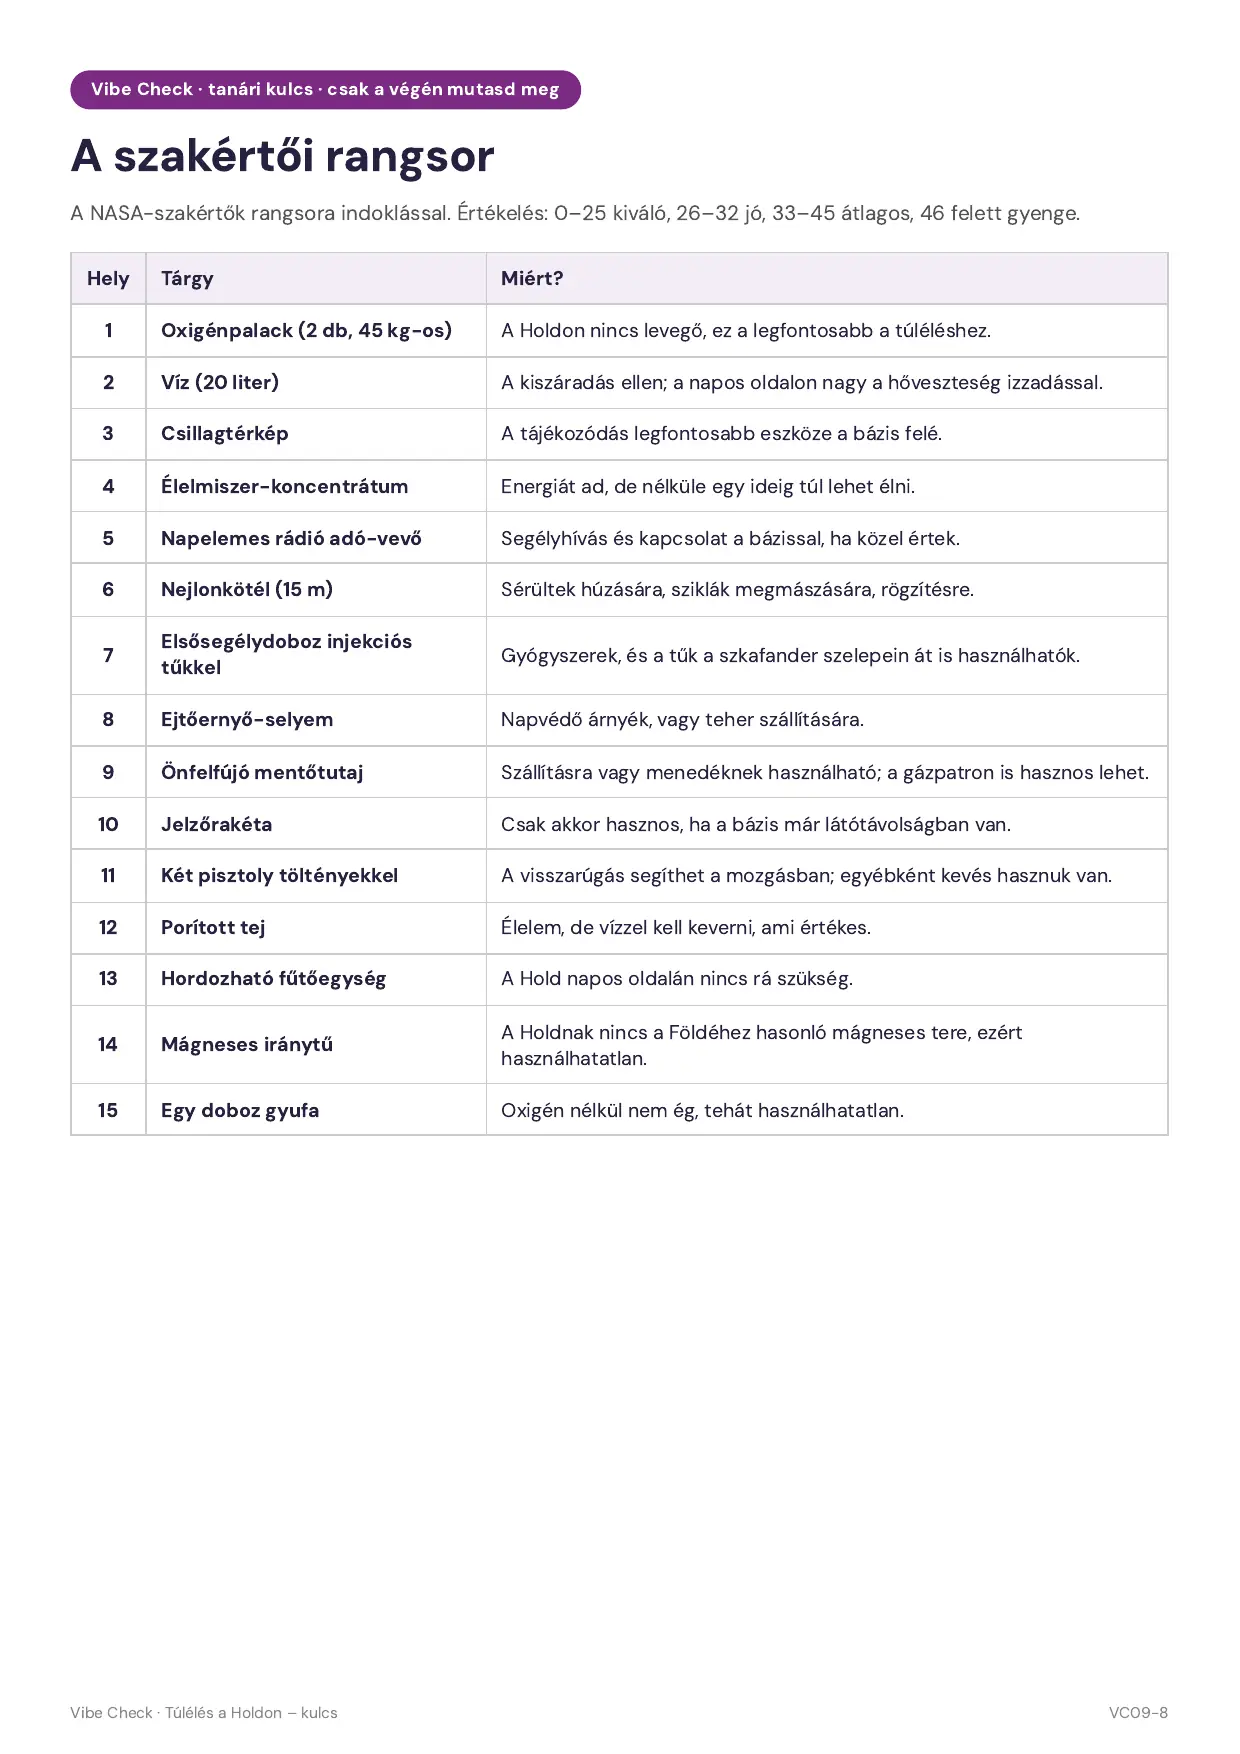 Vibe Check · tanári kulcs · csak a végén mutasd meg
A szakértői rangsor
A NASA-szakértők rangsora indoklással. Értékelés: 0–25 kiváló, 26–32 jó, 33–45 átlagos, 46 felett gyenge.
Hely Tárgy Miért?
1 Oxigénpalack (2 db, 45 kg-os) A Holdon nincs levegő, ez a legfontosabb a túléléshez.
2 Víz (20 liter) A kiszáradás ellen; a napos oldalon nagy a hőveszteség izzadással.
3 Csillagtérkép A tájékozódás legfontosabb eszköze a bázis felé.
4 Élelmiszer-koncentrátum Energiát ad, de nélküle egy ideig túl lehet élni.
5 Napelemes rádió adó-vevő Segélyhívás és kapcsolat a bázissal, ha közel értek.
6 Nejlonkötél (15 m) Sérültek húzására, sziklák megmászására, rögzítésre.
7 Elsősegélydoboz injekciós
tűkkel Gyógyszerek, és a tűk a szkafander szelepein át is használhatók.
8 Ejtőernyő-selyem Napvédő árnyék, vagy teher szállítására.
9 Önfelfújó mentőtutaj Szállításra vagy menedéknek használható; a gázpatron is hasznos lehet.
10 Jelzőrakéta Csak akkor hasznos, ha a bázis már látótávolságban van.
11 Két pisztoly töltényekkel A visszarúgás segíthet a mozgásban; egyébként kevés hasznuk van.
12 Porított tej Élelem, de vízzel kell keverni, ami értékes.
13 Hordozható fűtőegység A Hold napos oldalán nincs rá szükség.
14 Mágneses iránytű A Holdnak nincs a Földéhez hasonló mágneses tere, ezért
használhatatlan.
15 Egy doboz gyufa Oxigén nélkül nem ég, tehát használhatatlan.
Vibe Check · Túlélés a Holdon – kulcs VC09-8